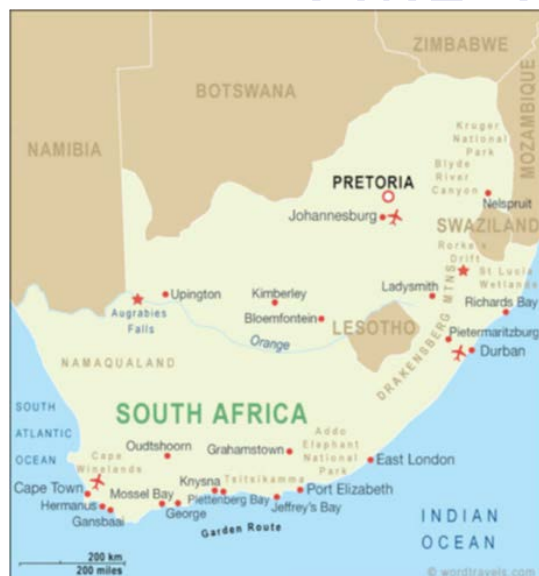 ZIMBABWE
BOTSWANA
MOZAMBIQUE
NAMIBIA
Kruger
National
Park
Blyde
River
Canyon
PRETORIA
Nelspruit
Johannesburg
SWAZILAND
Rorke's
Drift
St Lucia
Wetlands
Upington
Kimberley
Ladysmith
DRAKENSBERG MTNS
Richards Bay
Augrabies
Falls
Bloemfontein
LESOTHO
Pietermaritzburg
Orange
Durban
NAMAQUALAND
SOUTH
ATLANTIC
OCEAN
SOUTH AFRICA
Addo
Elephant
National
Park
Oudtshoorn
Grahamstown
East London
Cape
Winelands
Knysna
Tsitsikamma
Cape Town
Mossel Bay
Plettenberg Bay
Port Elizabeth
Hermanus
George
Jeffrey's Bay
Gansbaai
Garden Route
INDIAN
OCEAN
200 km
200 miles
© wordtravels.com